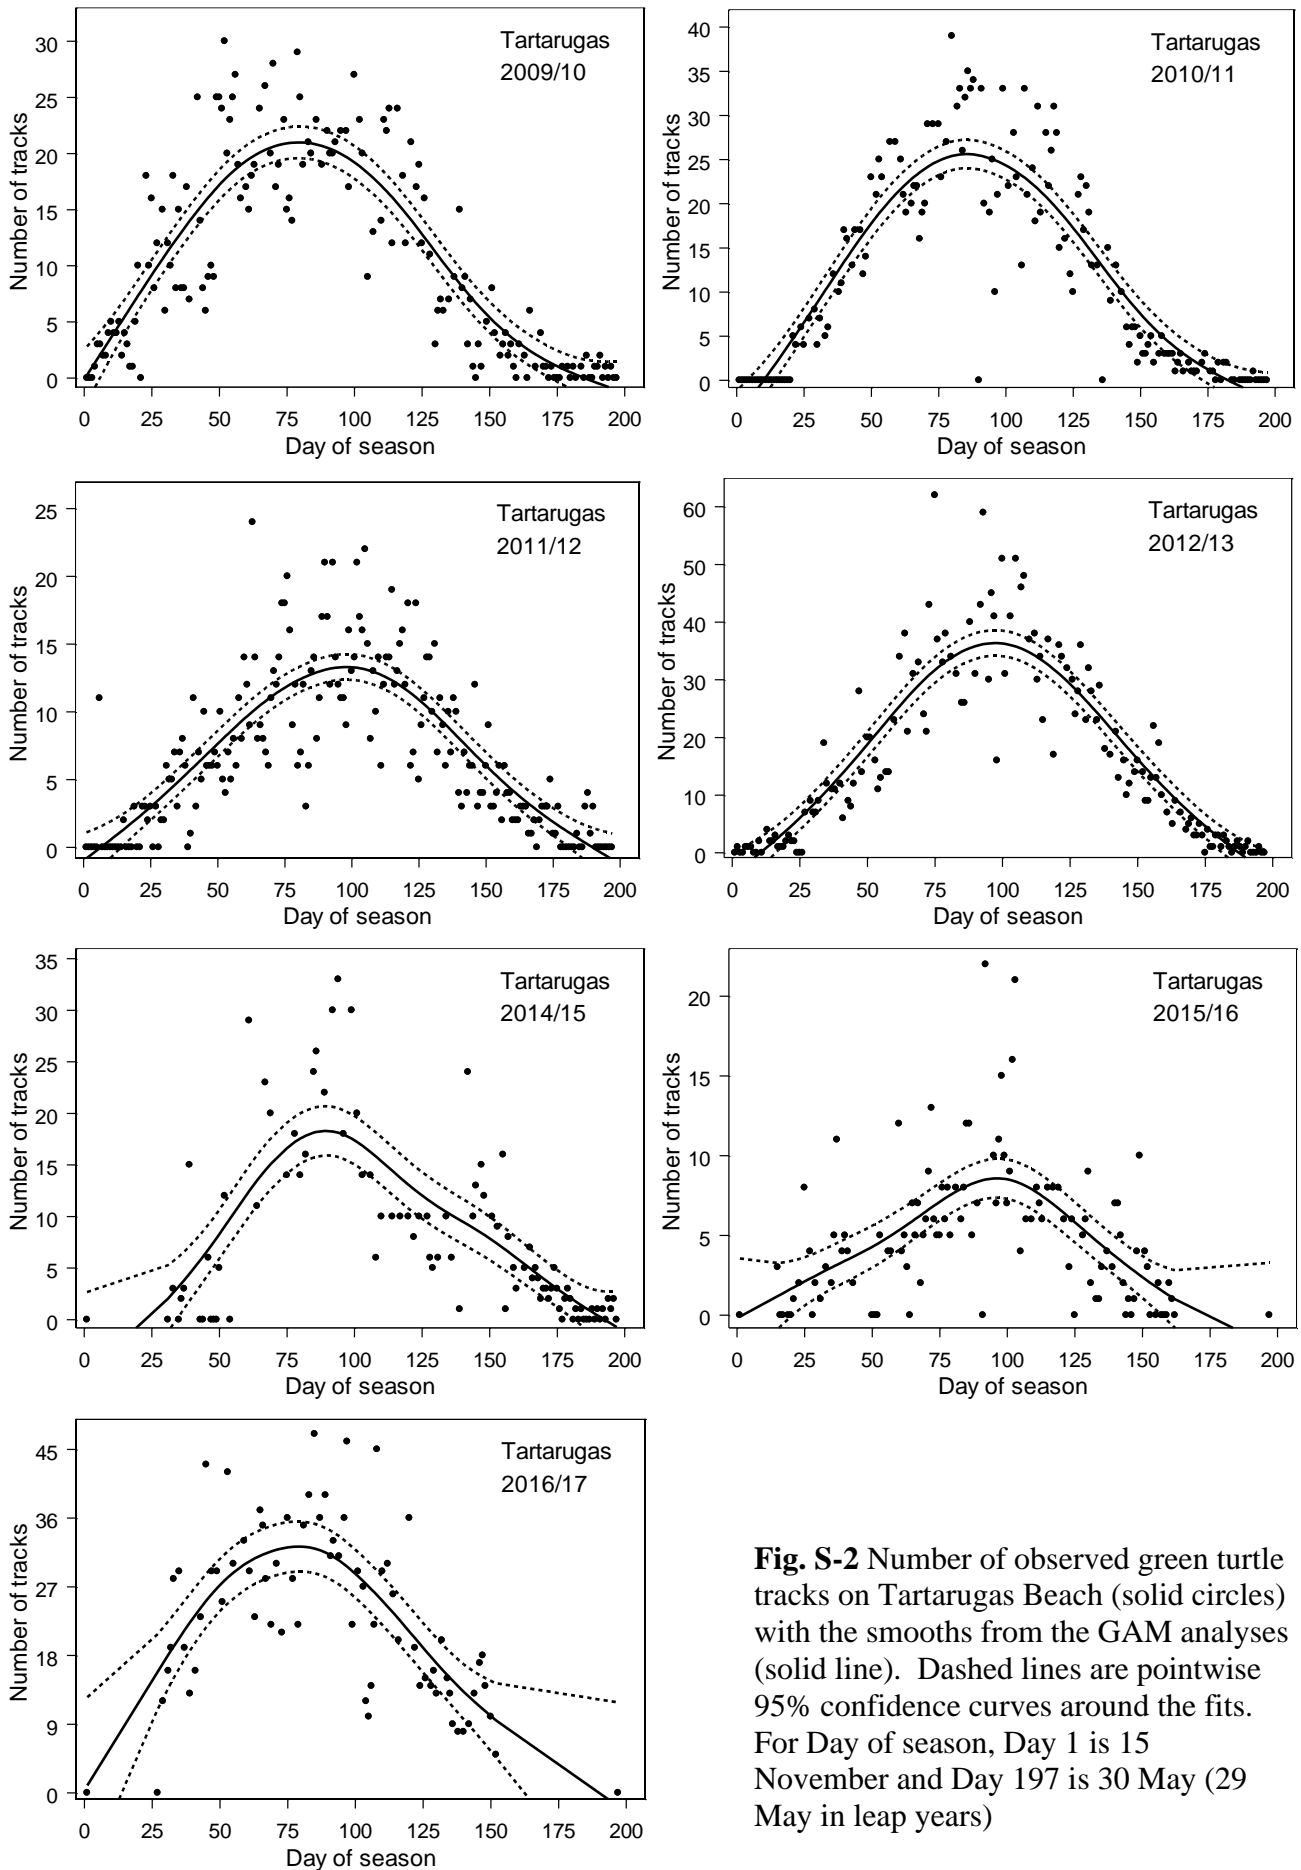 Tartarugas
2009/10
30
25
20
15
10
5
0
Number of tracks
0 25 50 75 100 125 150 175 200
Day of season
Tartarugas
2010/11
40
35
30
25
20
15
10
5
0
Number of tracks
0 25 50 75 100 125 150 175 200
Day of season
Tartarugas
2011/12
25
20
15
10
5
0
Number of tracks
0 25 50 75 100 125 150 175 200
Day of season
Tartarugas
2012/13
60
50
40
30
20
10
0
Number of tracks
0 25 50 75 100 125 150 175 200
Day of season
Tartarugas
2014/15
35
30
25
20
15
10
5
0
Number of tracks
0 25 50 75 100 125 150 175 200
Day of season
Tartarugas
2015/16
20
15
10
5
0
Number of tracks
0 25 50 75 100 125 150 175 200
Day of season
Tartarugas
2016/17
45
36
27
18
9
0
Number of tracks
0 25 50 75 100 125 150 175 200
Day of season
Fig. S-2 Number of observed green turtle
tracks on Tartarugas Beach (solid circles)
with the smooths from the GAM analyses
(solid line). Dashed lines are pointwise
95% confidence curves around the fits.
For Day of season, Day 1 is 15
November and Day 197 is 30 May (29
May in leap years)